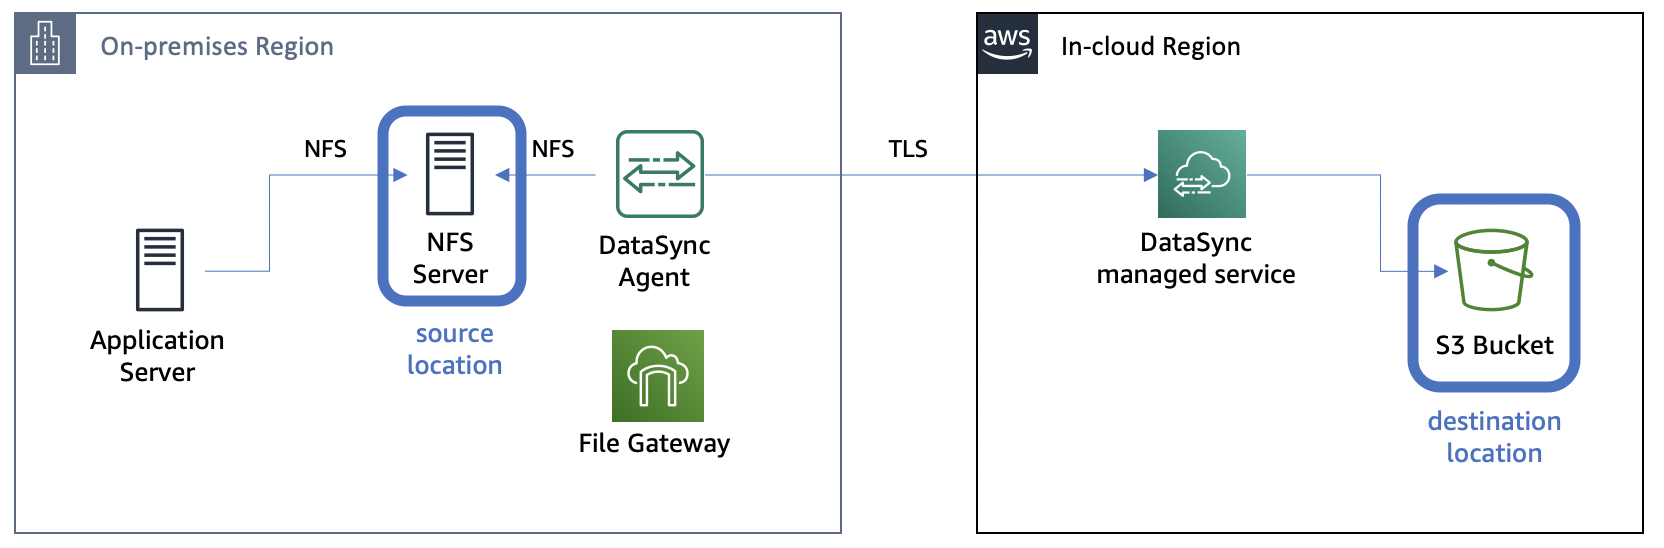 On-premises Region
aws
In-cloud Region
NFS
NFS
TLS
NFS
Server
DataSync
Agent
DataSync
managed service
Application
Server
source
location
S3 Bucket
File Gateway
destination
location